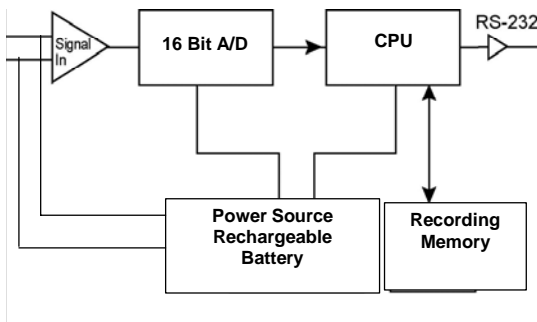 Signal
In
16 Bit A/D
CPU
RS-232
Power Source
Rechargeable
Battery
Recording
Memory